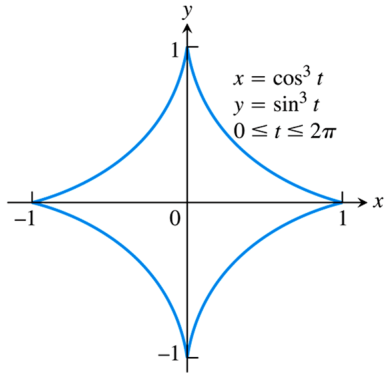 y
1
x = cos³ t
y = sin³ t
0 ≤ t ≤ 2π
-1
0
1
x
-1